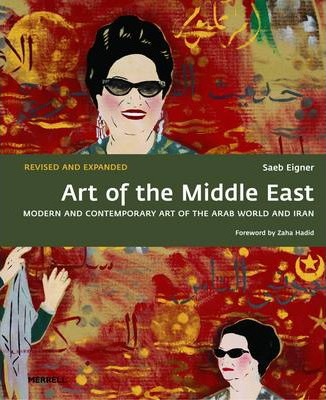 REVISED AND EXPANDED
Saeb Eigner
Art of the Middle East
MODERN AND CONTEMPORARY ART OF THE ARAB WORLD AND IRAN
Foreword by Zaha Hadid
MERRELL